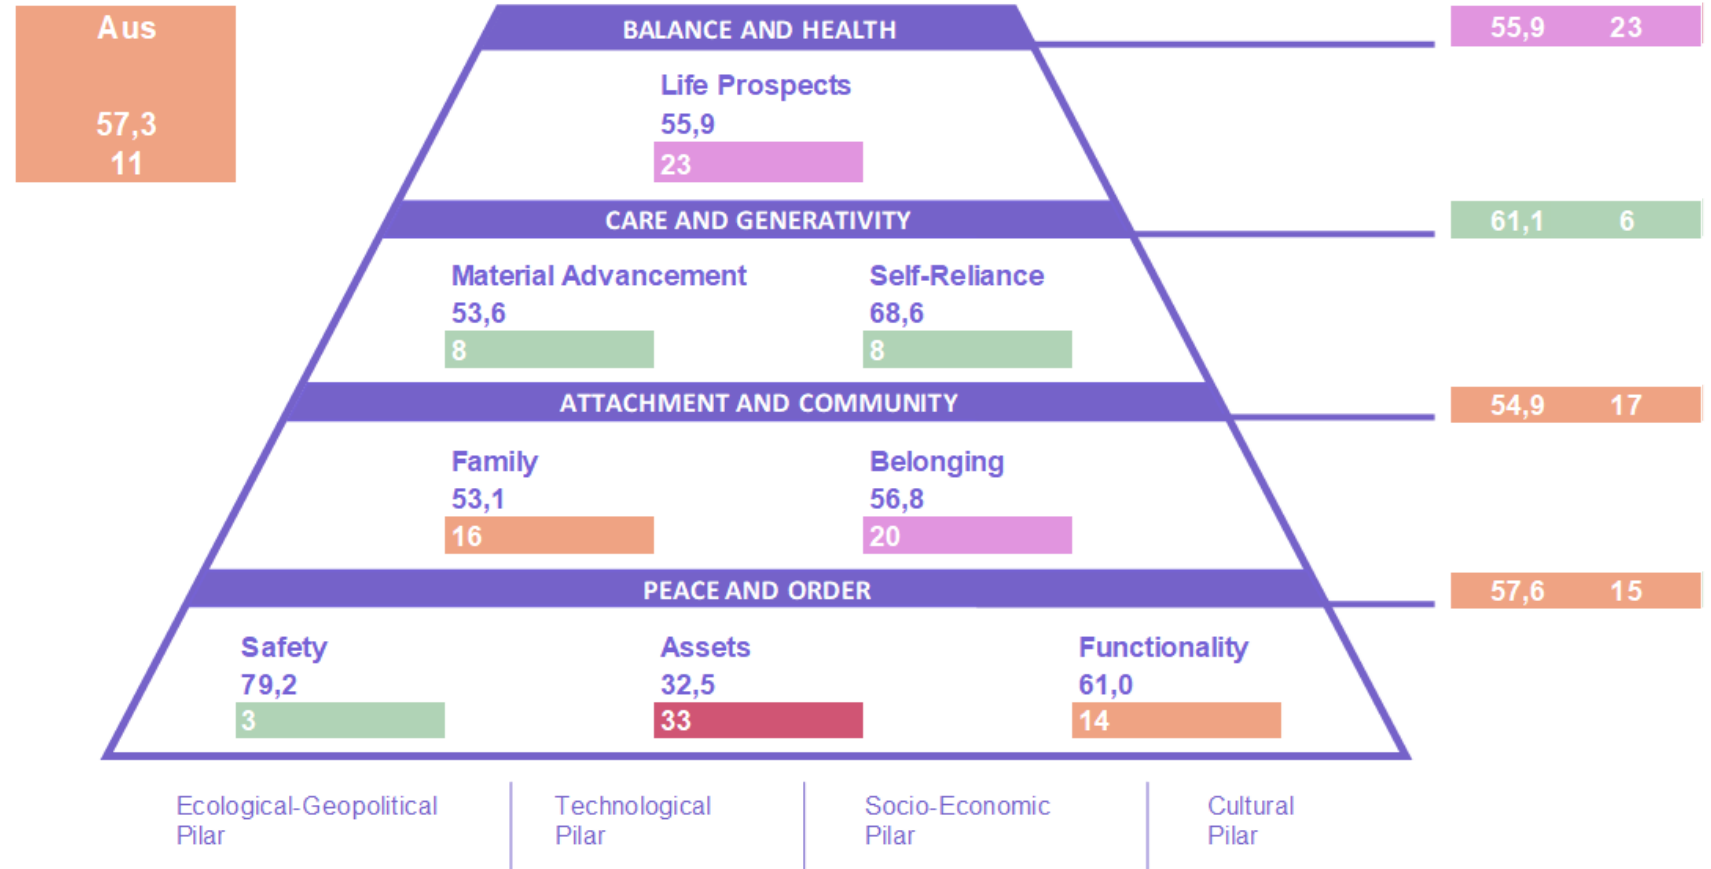 Aus
57,3
11
BALANCE AND HEALTH
55,9 23
Life Prospects
55,9
23
CARE AND GENERATIVITY
61,1 6
Material Advancement
53,6
8
Self-Reliance
68,6
8
ATTACHMENT AND COMMUNITY
54,9 17
Family
53,1
16
Belonging
56,8
20
PEACE AND ORDER
57,6 15
Safety
79,2
3
Assets
32,5
33
Functionality
61,0
14
Ecological-Geopolitical
Pilar
Technological
Pilar
Socio-Economic
Pilar
Cultural
Pilar